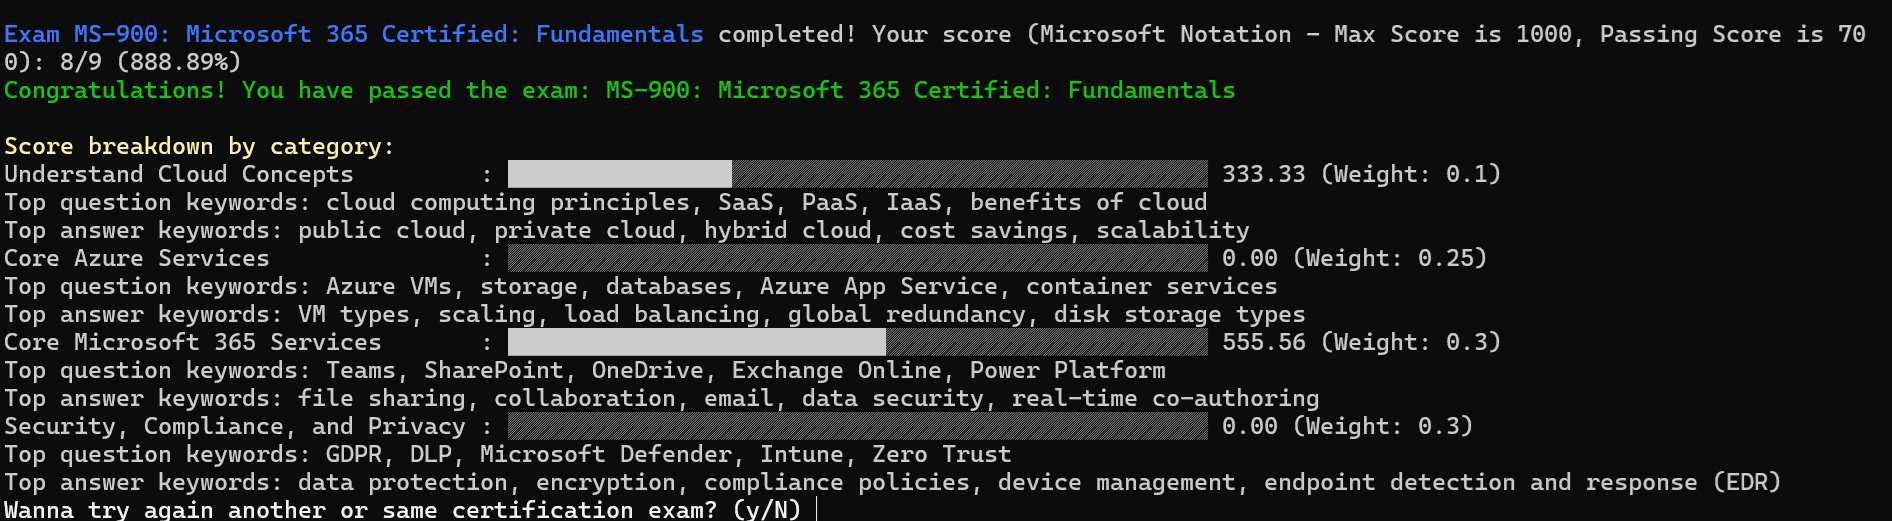 Exam MS-900: Microsoft 365 Certified: Fundamentals completed! Your score (Microsoft Notation - Max Score is 1000, Passing Score is 70
0): 8/9 (888.89%)
Congratulations! You have passed the exam: MS-900: Microsoft 365 Certified: Fundamentals
Score breakdown by category:
Understand Cloud Concepts : 333.33 (Weight: 0.1)
Top question keywords: cloud computing principles, SaaS, PaaS, IaaS, benefits of cloud
Top answer keywords: public cloud, private cloud, hybrid cloud, cost savings, scalability
Core Azure Services : 0.00 (Weight: 0.25)
Top question keywords: Azure VMs, storage, databases, Azure App Service, container services
Top answer keywords: VM types, scaling, load balancing, global redundancy, disk storage types
Core Microsoft 365 Services : 555.56 (Weight: 0.3)
Top question keywords: Teams, SharePoint, OneDrive, Exchange Online, Power Platform
Top answer keywords: file sharing, collaboration, email, data security, real-time co-authoring
Security, Compliance, and Privacy : 0.00 (Weight: 0.3)
Top question keywords: GDPR, DLP, Microsoft Defender, Intune, Zero Trust
Top answer keywords: data protection, encryption, compliance policies, device management, endpoint detection and response (EDR)
Wanna try again another or same certification exam? (y/N)